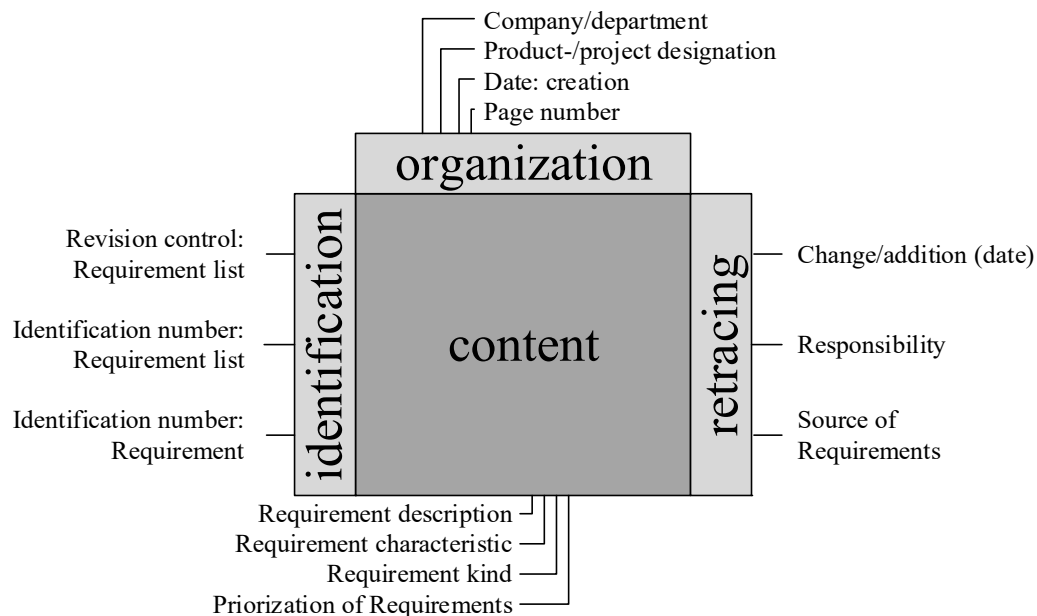 Company/department
Product-/project designation
Date: creation
Page number
organization
identification
content
retracing
Revision control:
Requirement list
Identification number:
Requirement list
Identification number:
Requirement
Change/addition (date)
Responsibility
Source of
Requirements
Requirement description
Requirement characteristic
Requirement kind
Priorization of Requirements